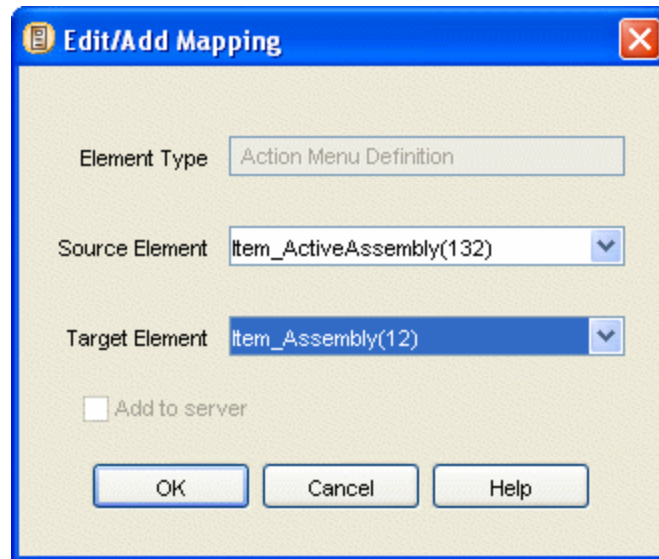 Edit/Add Mapping
Element Type Action Menu Definition
Source Element Item_ActiveAssembly(132)
Target Element Item_Assembly(12)
Add to server
OK Cancel Help